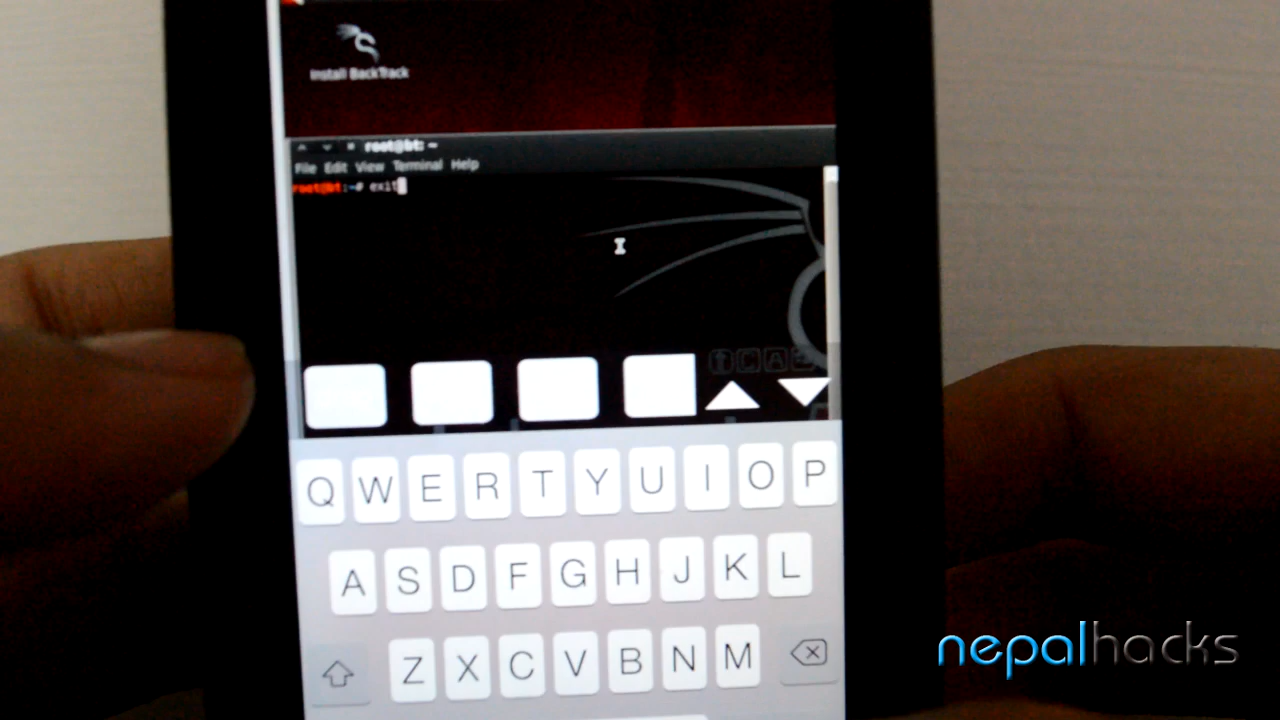 Install BackTrack
root@bt: ~
File Edit View Terminal Help
root@bt:~# exit
Q W E R T Y U I O P
A S D F G H J K L
Z X C V B N M
nepalhacks